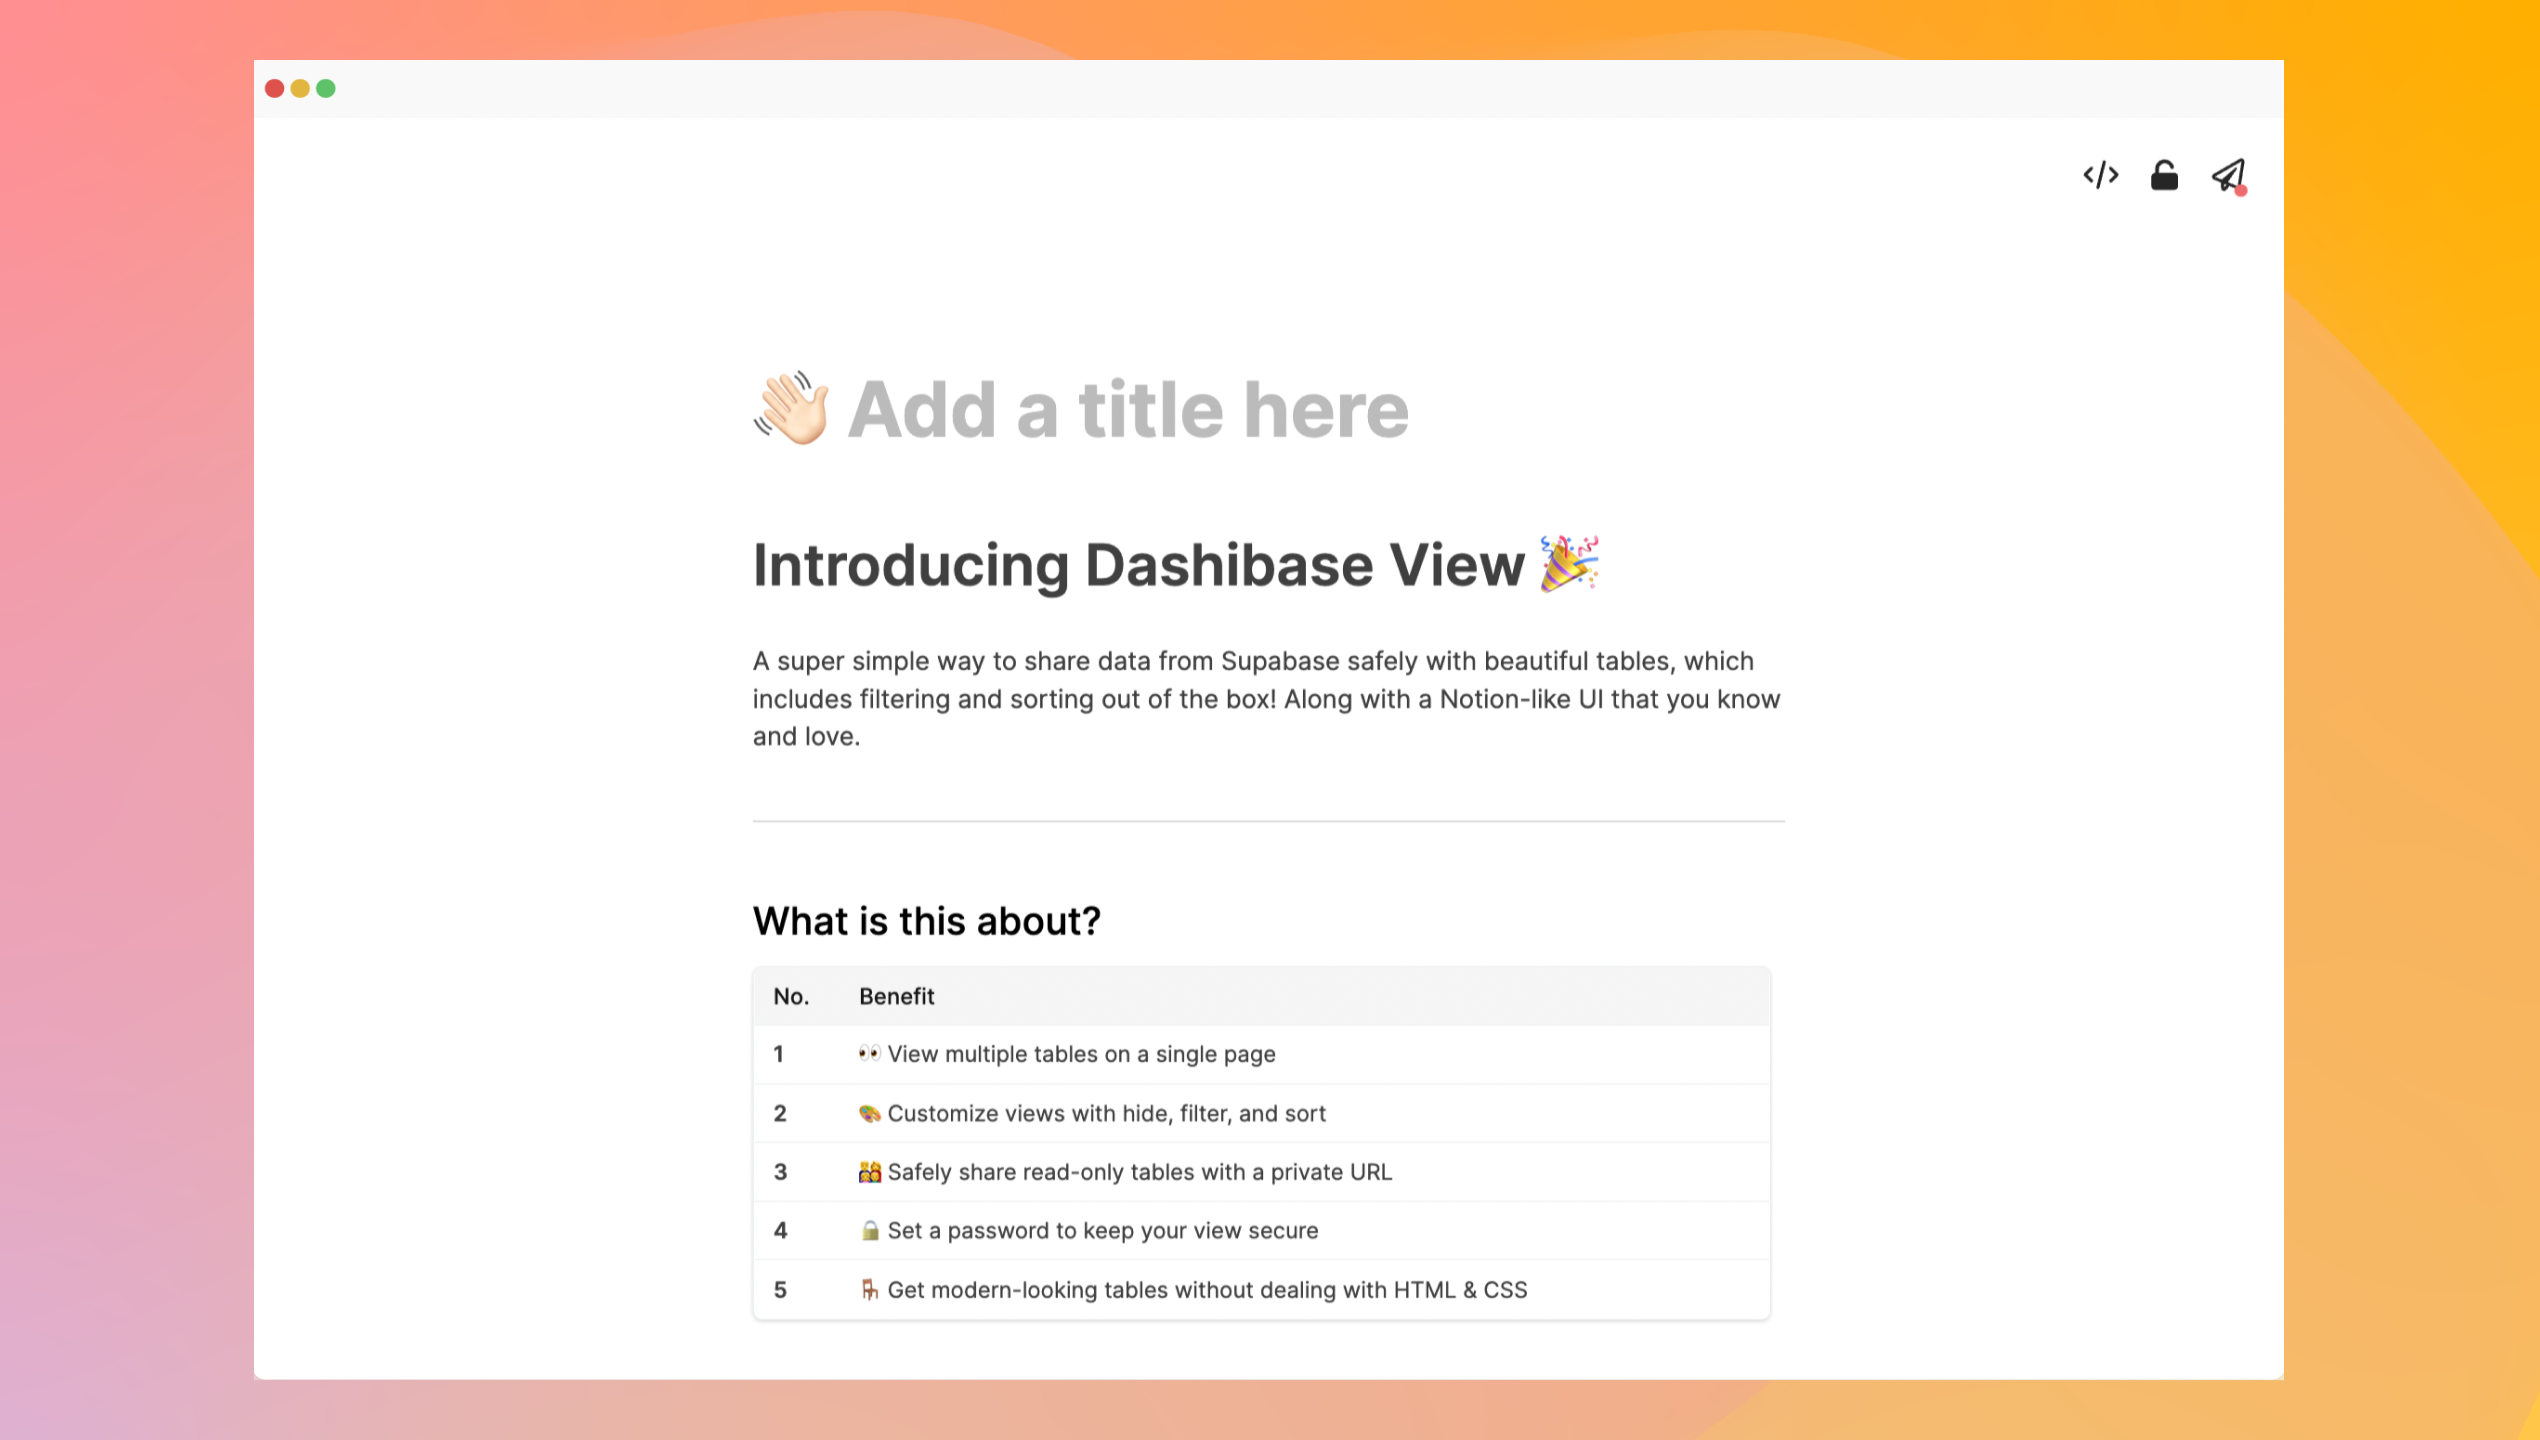 👋🏻 Add a title here
Introducing Dashibase View 🎉
A super simple way to share data from Supabase safely with beautiful tables, which
includes filtering and sorting out of the box! Along with a Notion-like UI that you know
and love.
What is this about?
No. Benefit
1 👀 View multiple tables on a single page
2 🎨 Customize views with hide, filter, and sort
3 👨‍👩‍👧‍👦 Safely share read-only tables with a private URL
4 🔒 Set a password to keep your view secure
5 🪑 Get modern-looking tables without dealing with HTML & CSS